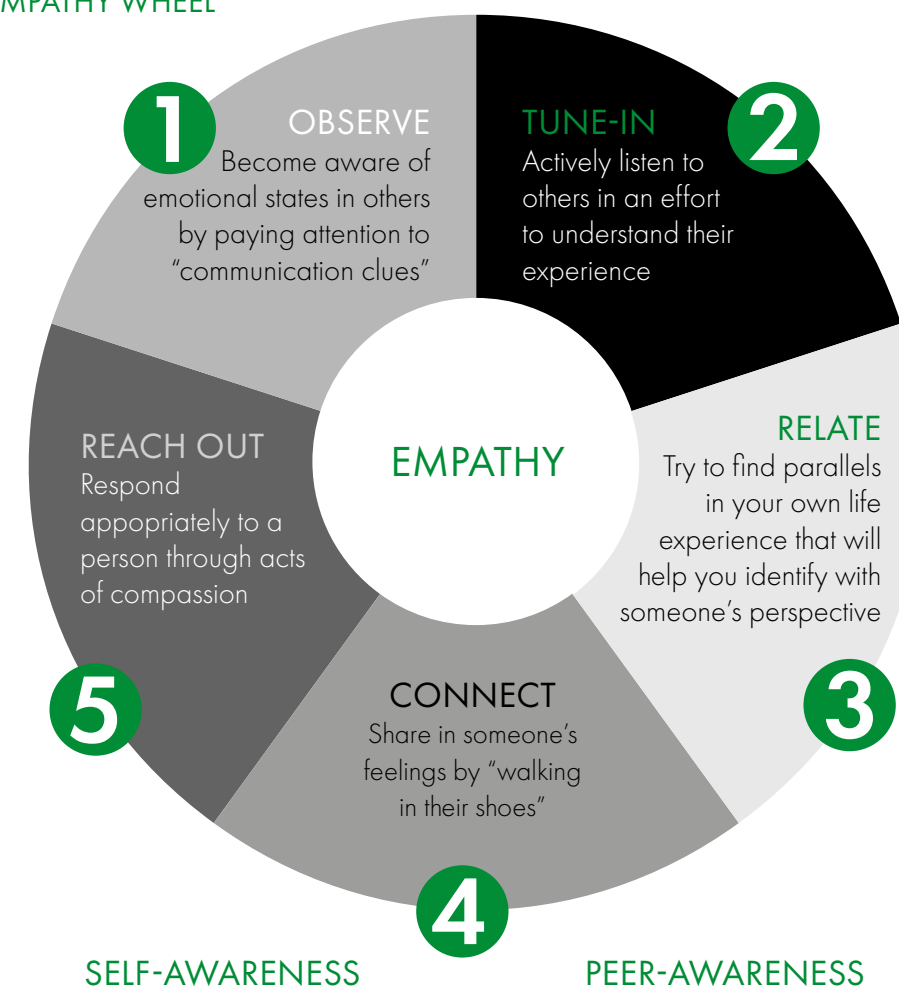 MPATHY WHEEL
1
OBSERVE
Become aware of
emotional states in others
by paying attention to
“communication clues”
2
TUNE-IN
Actively listen to
others in an effort
to understand their
experience
RELATE
Try to find parallels
in your own life
experience that will
help you identify with
someone’s perspective
3
CONNECT
Share in someone’s
feelings by “walking
in their shoes”
4
REACH OUT
Respond
appopriately to a
person through acts
of compassion
5
EMPATHY
SELF-AWARENESS
PEER-AWARENESS